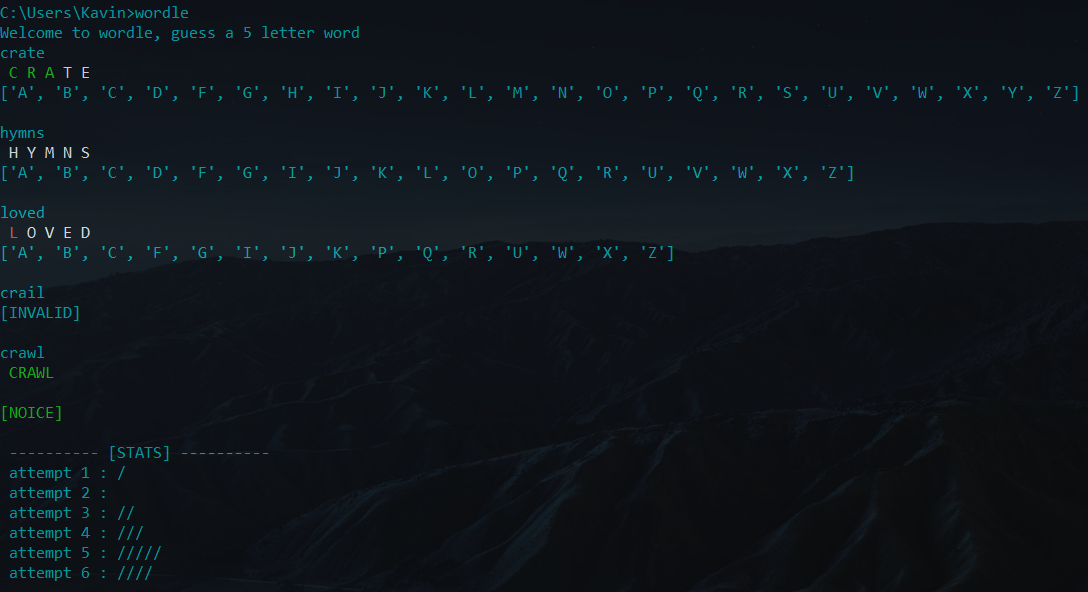 C:\Users\Kavin>wordle
Welcome to wordle, guess a 5 letter word
crate
C R A T E
['A', 'B', 'C', 'D', 'F', 'G', 'H', 'I', 'J', 'K', 'L', 'M', 'N', 'O', 'P', 'Q', 'R', 'S', 'U', 'V', 'W', 'X', 'Y', 'Z']
hymns
H Y M N S
['A', 'B', 'C', 'D', 'F', 'G', 'I', 'J', 'K', 'L', 'O', 'P', 'Q', 'R', 'U', 'V', 'W', 'X', 'Z']
loved
L O V E D
['A', 'B', 'C', 'F', 'G', 'I', 'J', 'K', 'P', 'Q', 'R', 'U', 'W', 'X', 'Z']
crail
[INVALID]
crawl
CRAWL
[NOICE]
---------- [STATS] ----------
attempt 1 : /
attempt 2 :
attempt 3 : //
attempt 4 : ///
attempt 5 : /////
attempt 6 : ////